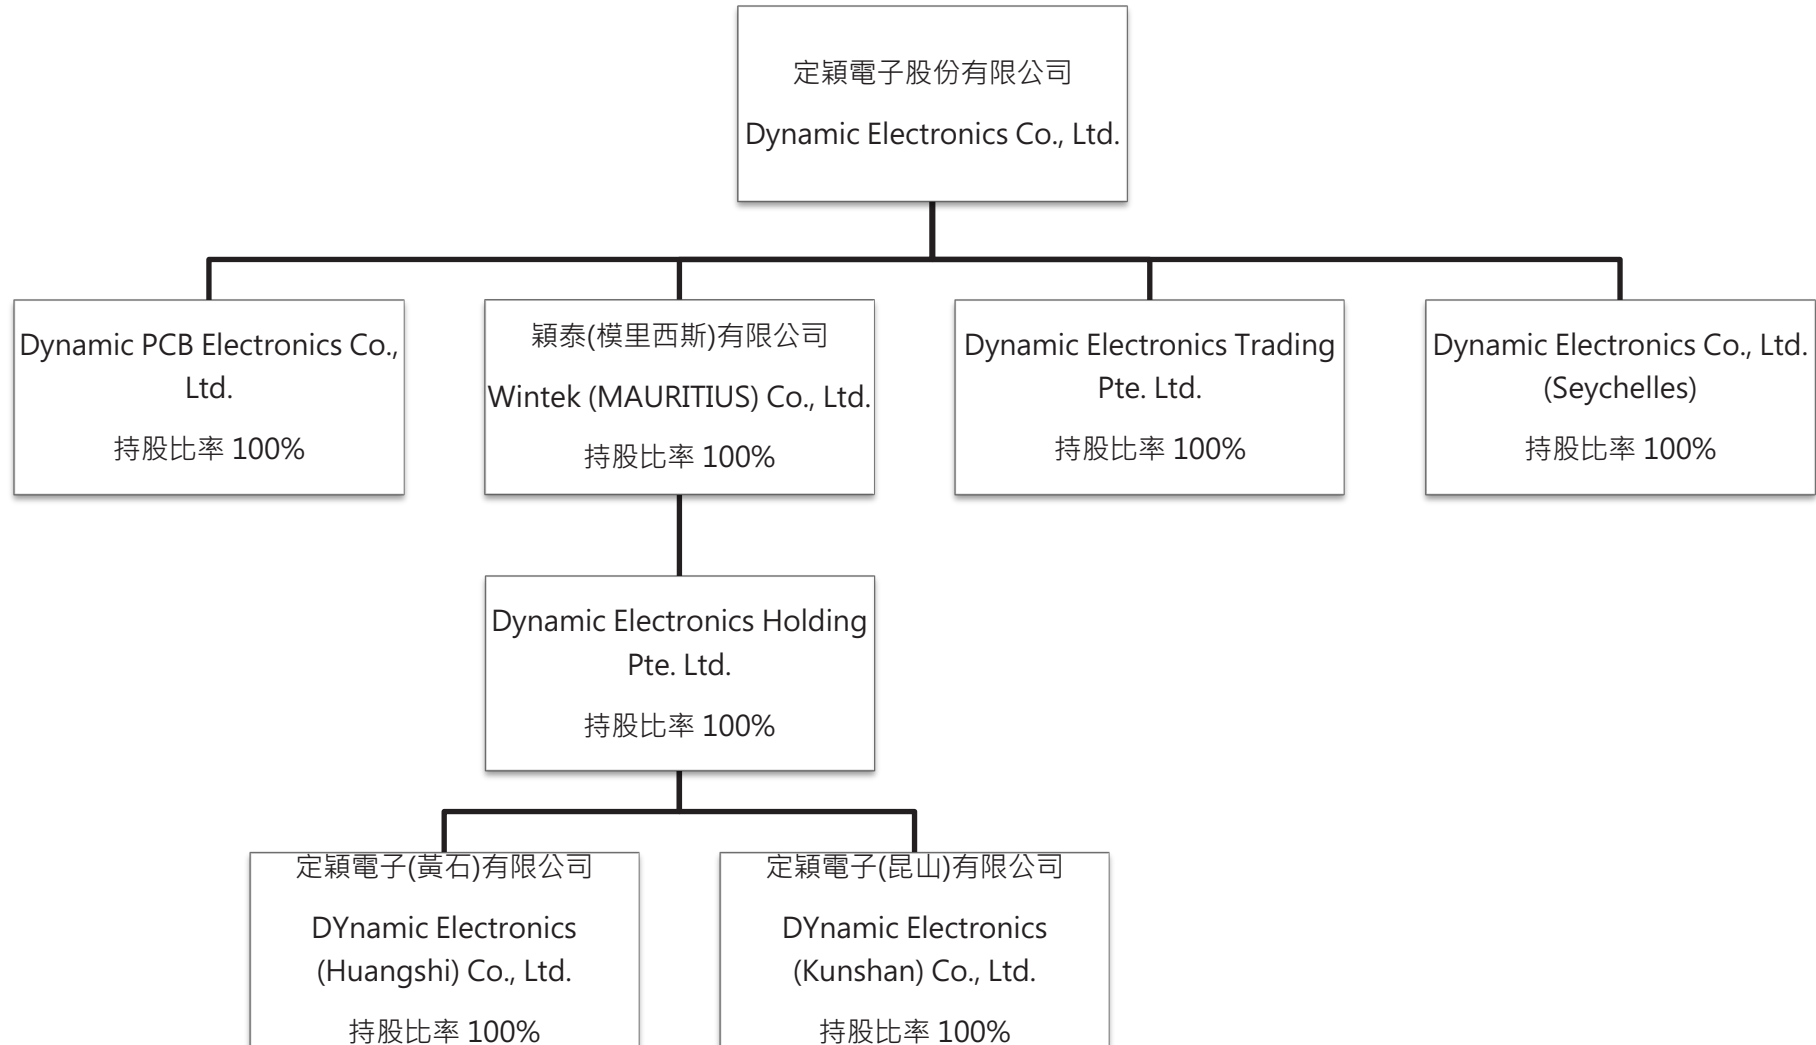 定穎電子股份有限公司
Dynamic Electronics Co., Ltd.
Dynamic PCB Electronics Co.,
Ltd.
持股比率 100%
穎泰(模里西斯)有限公司
Wintek (MAURITIUS) Co., Ltd.
持股比率 100%
Dynamic Electronics Trading
Pte. Ltd.
持股比率 100%
Dynamic Electronics Co., Ltd.
(Seychelles)
持股比率 100%
Dynamic Electronics Holding
Pte. Ltd.
持股比率 100%
定穎電子(黃石)有限公司
DYnamic Electronics
(Huangshi) Co., Ltd.
持股比率 100%
定穎電子(昆山)有限公司
DYnamic Electronics
(Kunshan) Co., Ltd.
持股比率 100%